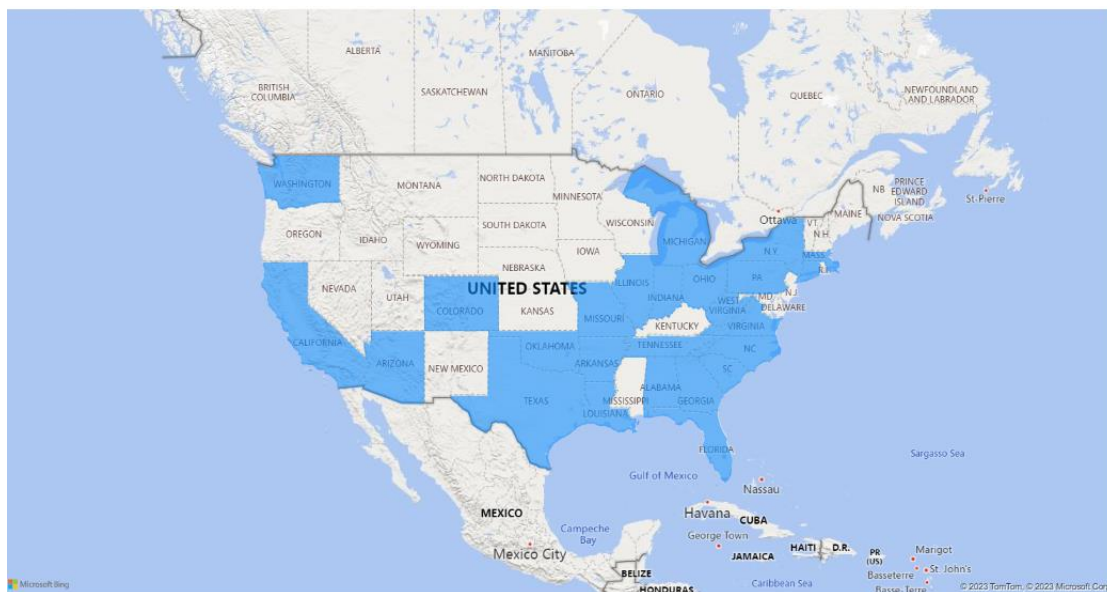 ALBERTA
MANITOBA
BRITISH
COLUMBIA
SASKATCHEWAN
ONTARIO
QUEBEC
NEWFOUNDLAND
AND LABRADOR
WASHINGTON
MONTANA
NORTH DAKOTA
MINNESOTA
Ottawa
NB
PRINCE
EDWARD
ISLAND
St-Pierre
NOVA SCOTIA
MAINE
VT.
N.H.
OREGON
IDAHO
SOUTH DAKOTA
WISCONSIN
MICHIGAN
WYOMING
IOWA
N.Y
MASS
R.I.
NEBRASKA
NEVADA
UTAH
UNITED STATES
ILLINOIS
OHIO
PA
N.J
COLORADO
KANSAS
INDIANA
WEST
VIRGINIA
MD
DELAWARE
MISSOURI
KENTUCKY
VIRGINIA
CALIFORNIA
ARIZONA
NEW MEXICO
OKLAHOMA
ARKANSAS
TENNESSEE
NC
SC
TEXAS
MISSISSIPPI
ALABAMA
GEORGIA
LOUISIANA
FLORIDA
Gulf of Mexico
Sargasso Sea
Nassau
MEXICO
Mexico City
Campeche
Bay
Havana
CUBA
George Town
JAMAICA
HAITI
D.R.
PR
(US)
Marigot
St. John's
Basseterre
Basse-Terre
BELIZE
HONDURAS
Caribbean Sea
Microsoft Bing
© 2023 TomTom, © 2023 Microsoft Cor